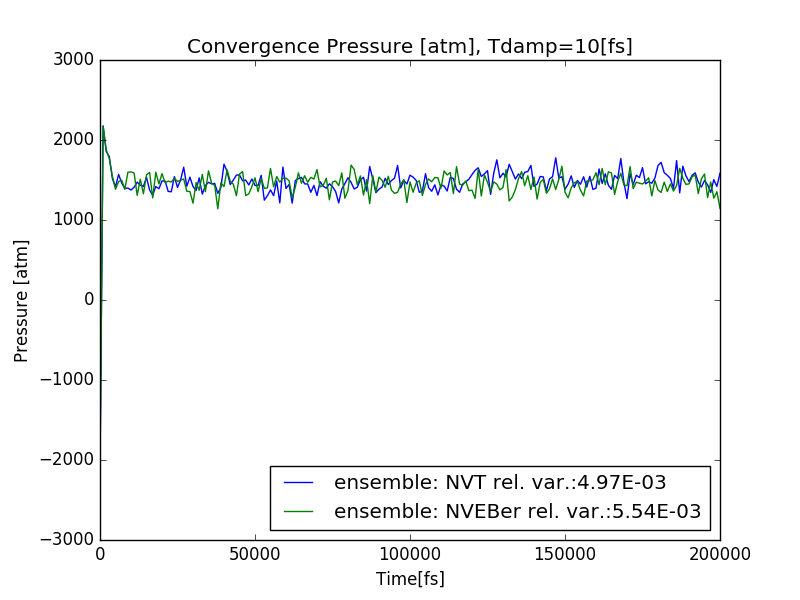 Convergence Pressure [atm], Tdamp=10[fs]
3000
2000
1000
0
−1000
−2000
−3000
Pressure [atm]
ensemble: NVT rel. var.:4.97E-03
ensemble: NVEBer rel. var.:5.54E-03
0 50000 100000 150000 200000
Time[fs]